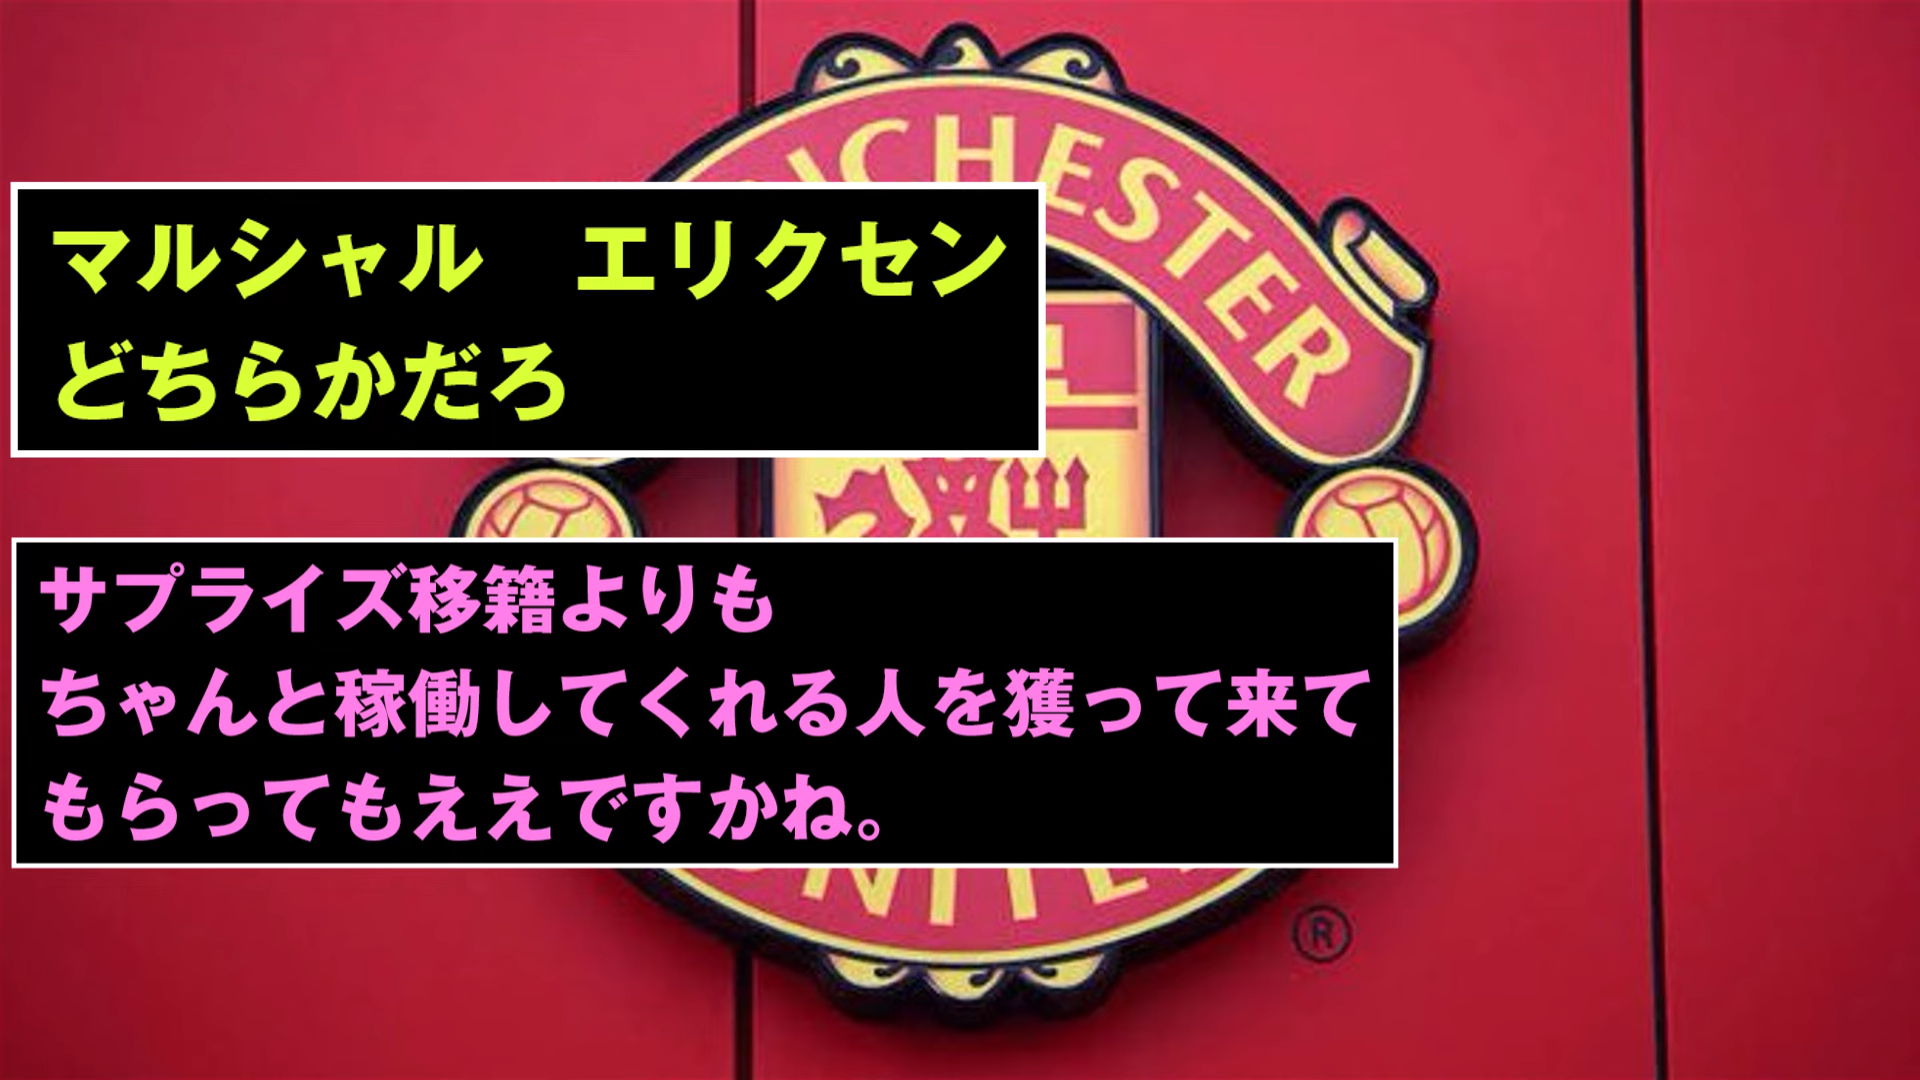 CHESTER
マルシャル　エリクセン
どちらかだろ
サプライズ移籍よりも
ちゃんと稼働してくれる人を獲って来て
もらってもええですかね。
UNITE
®